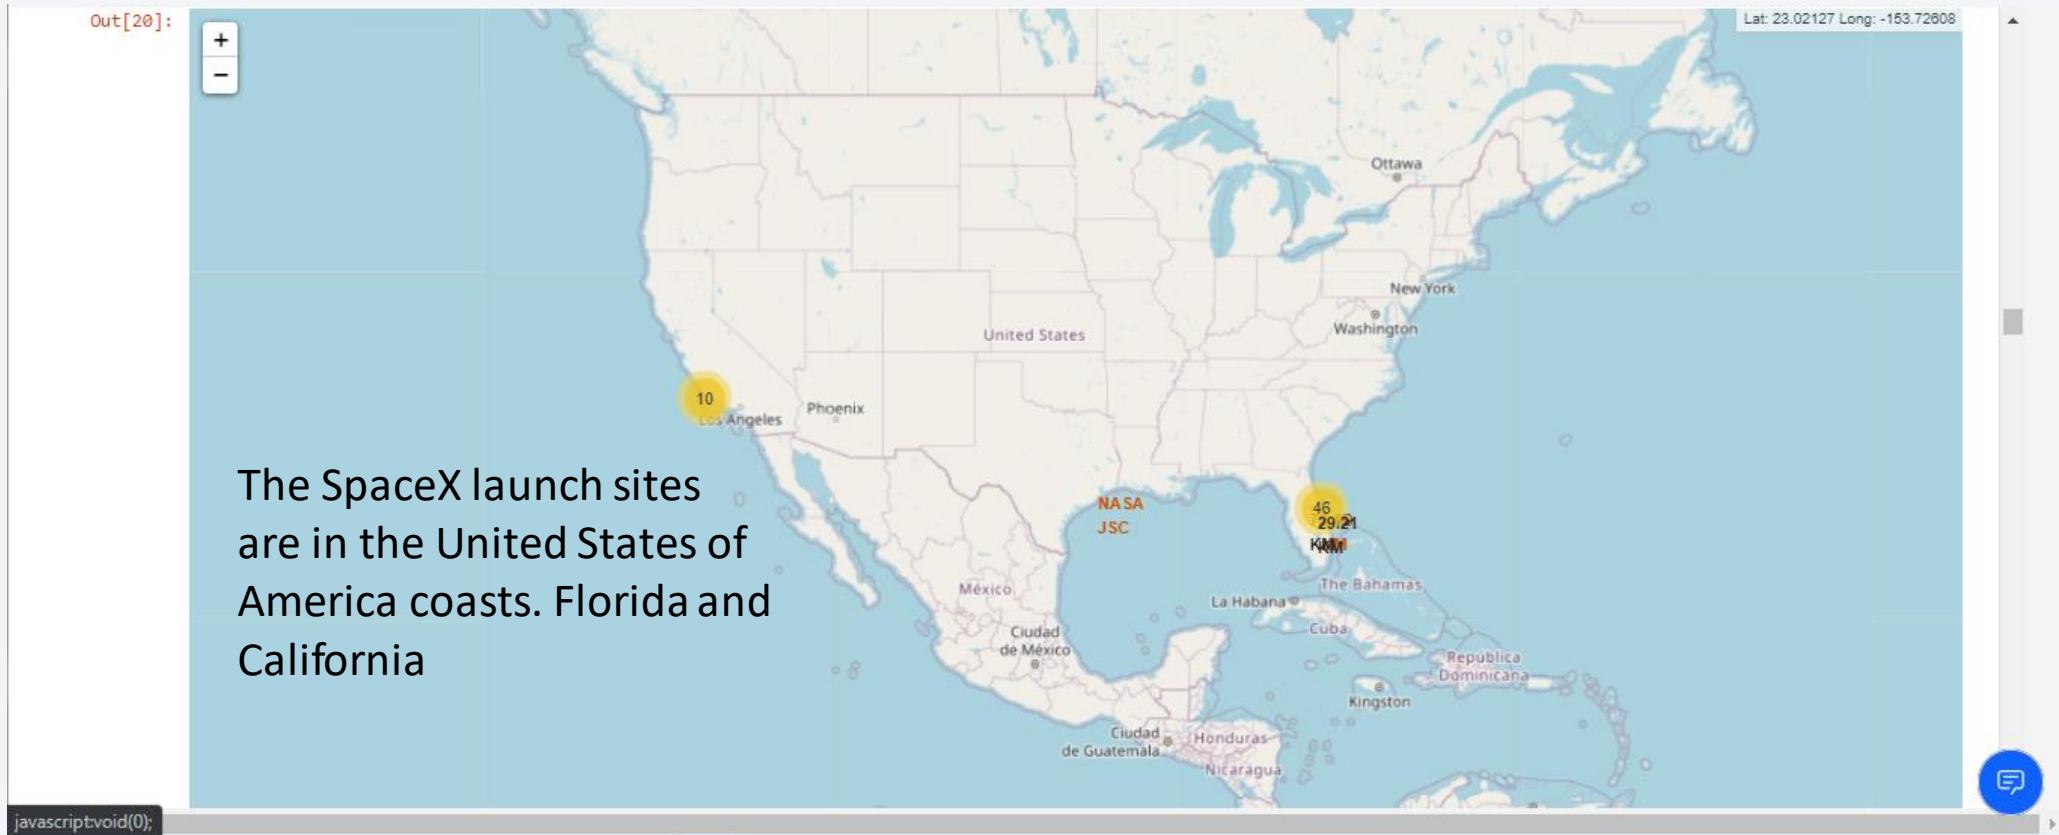 Out[20]:
+
−
Lat: 23.02127 Long: -153.72608
Ottawa
New York
Washington
United States
10
Los Angeles
Phoenix
The SpaceX launch sites
are in the United States of
America coasts. Florida and
California
NASA
JSC
46
29.21
KM
The Bahamas
México
La Habana
Cuba
Ciudad
de México
República
Dominicana
Kingston
Ciudad
de Guatemala
Honduras
Nicaragua
javascript:void(0);